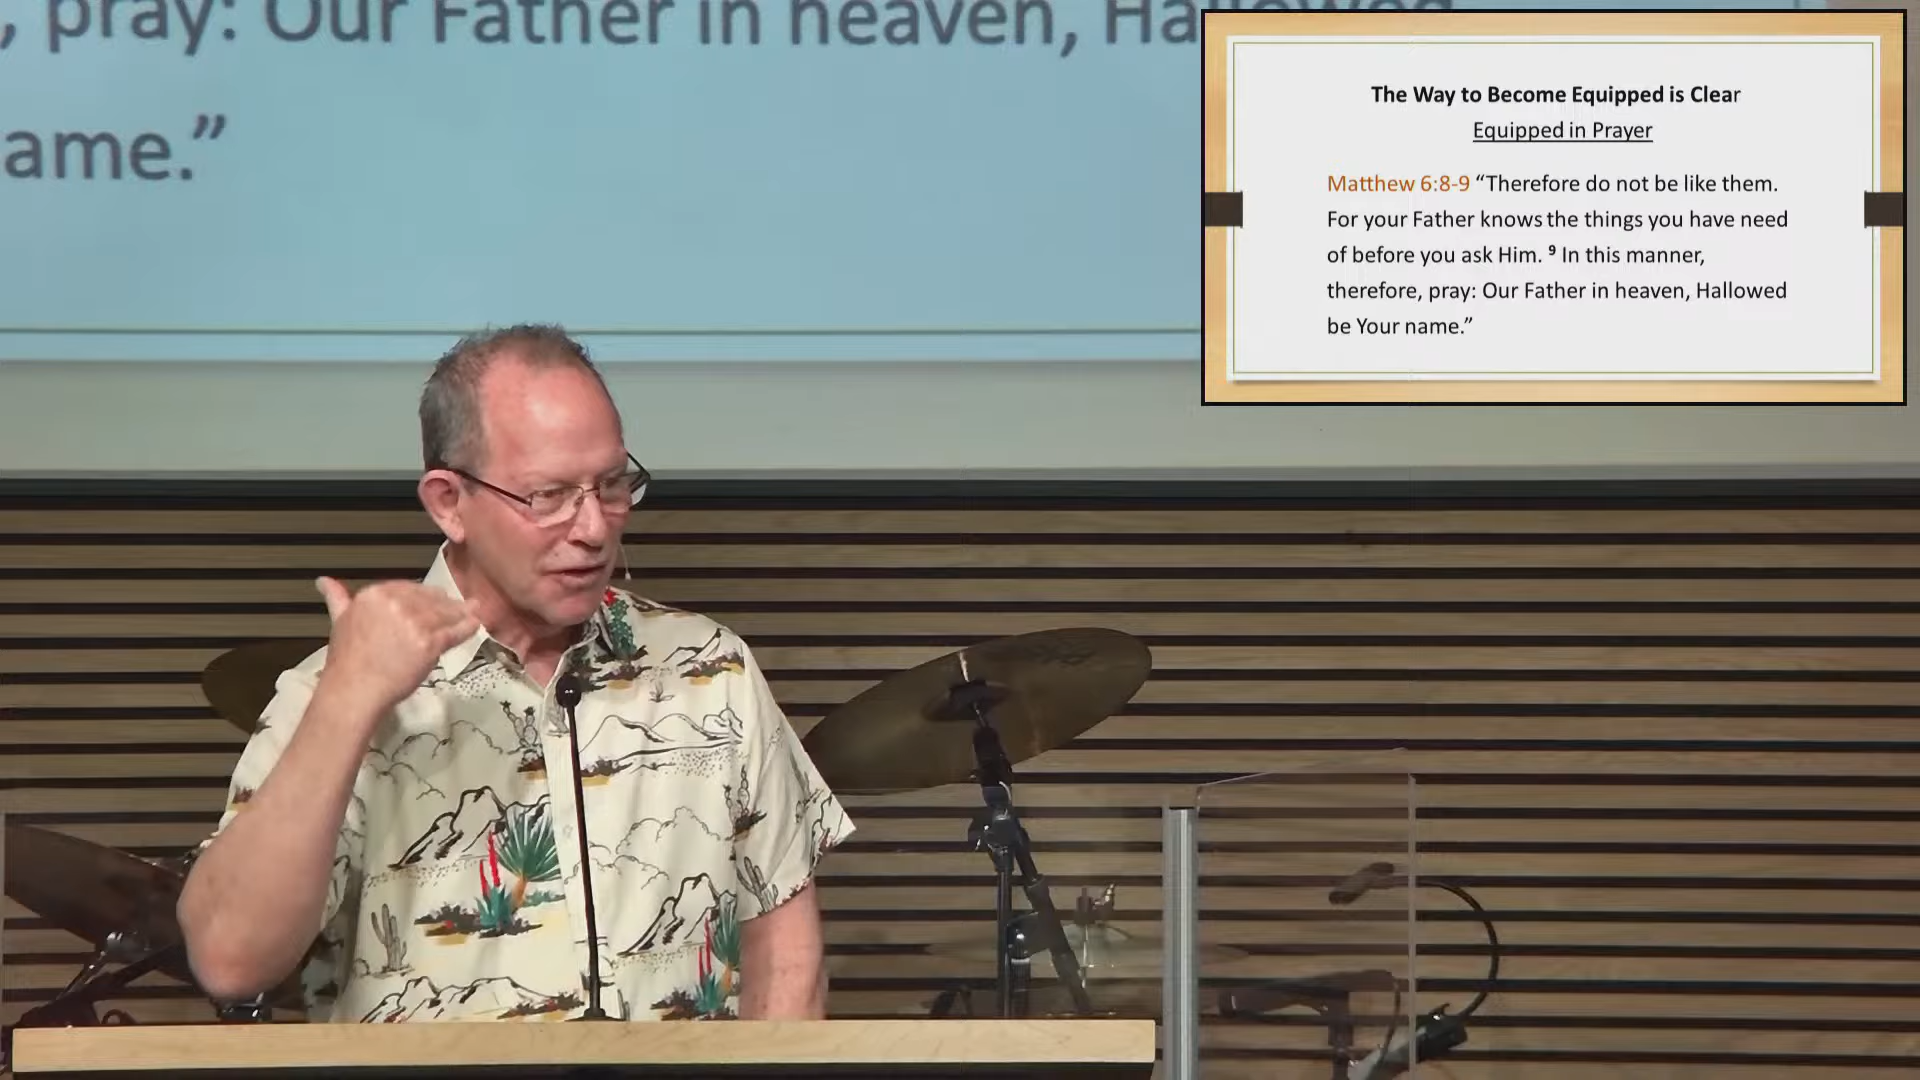 , pray: Our Father in heaven, Hallowed
ame.”
The Way to Become Equipped is Clear
Equipped in Prayer
Matthew 6:8-9 “Therefore do not be like them.
For your Father knows the things you have need
of before you ask Him. ⁹ In this manner,
therefore, pray: Our Father in heaven, Hallowed
be Your name.”